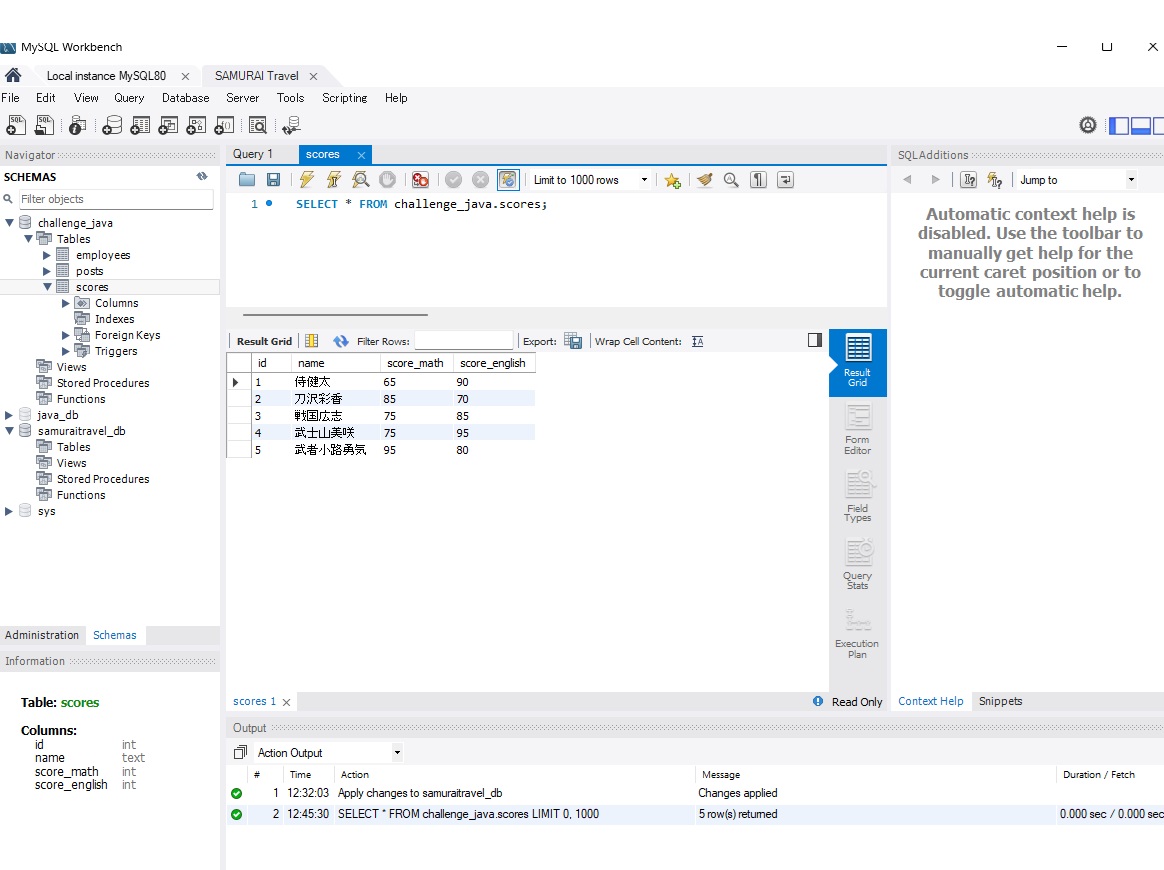 MySQL Workbench
Local instance MySQL80
SAMURAI Travel
File Edit View Query Database Server Tools Scripting Help
Navigator
SCHEMAS
Filter objects
challenge_java
Tables
employees
posts
scores
Columns
Indexes
Foreign Keys
Triggers
Views
Stored Procedures
Functions
java_db
samuraitravel_db
Tables
Views
Stored Procedures
Functions
sys
Administration Schemas
Information
Table: scores
Columns:
id int
name text
score_math int
score_english int
Query 1 scores
Limit to 1000 rows
1 SELECT * FROM challenge_java.scores;
Result Grid Filter Rows: Export: Wrap Cell Content:
id name score_math score_english
1 侍健太 65 90
2 刀沢彩香 85 70
3 戦国広志 75 85
4 武士山美咲 75 95
5 武者小路勇気 95 80
Result Grid
Form Editor
Field Types
Query Stats
Execution Plan
scores 1 Read Only
SQLAdditions
Jump to
Automatic context help is
disabled. Use the toolbar to
manually get help for the
current caret position or to
toggle automatic help.
Context Help Snippets
Output
Action Output
# Time Action Message Duration / Fetch
1 12:32:03 Apply changes to samuraitravel_db Changes applied
2 12:45:30 SELECT * FROM challenge_java.scores LIMIT 0, 1000 5 row(s) returned 0.000 sec / 0.000 sec